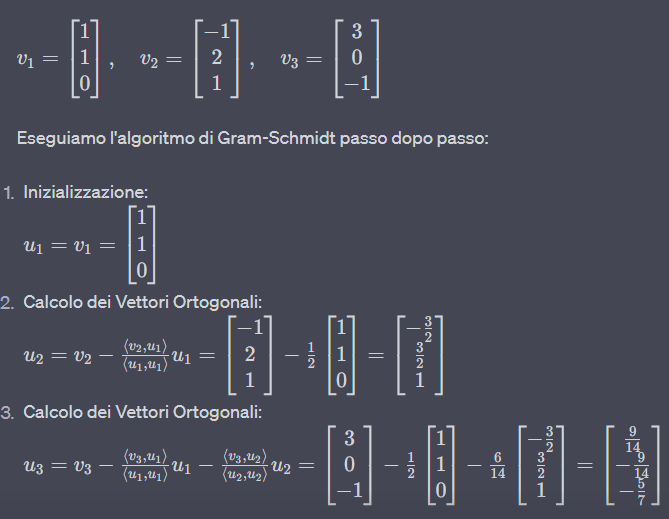 v₁ = [1; 1; 0], v₂ = [−1; 2; 1], v₃ = [3; 0; −1]
Eseguiamo l'algoritmo di Gram-Schmidt passo dopo passo:
1. Inizializzazione:
u₁ = v₁ = [1; 1; 0]
2. Calcolo dei Vettori Ortogonali:
u₂ = v₂ − ⟨v₂,u₁⟩/⟨u₁,u₁⟩ u₁ = [−1; 2; 1] − 1/2 [1; 1; 0] = [−3/2; 3/2; 1]
3. Calcolo dei Vettori Ortogonali:
u₃ = v₃ − ⟨v₃,u₁⟩/⟨u₁,u₁⟩ u₁ − ⟨v₃,u₂⟩/⟨u₂,u₂⟩ u₂ = [3; 0; −1] − 1/2 [1; 1; 0] − 6/14 [−3/2; 3/2; 1] = [9/14; −9/14; −5/7]